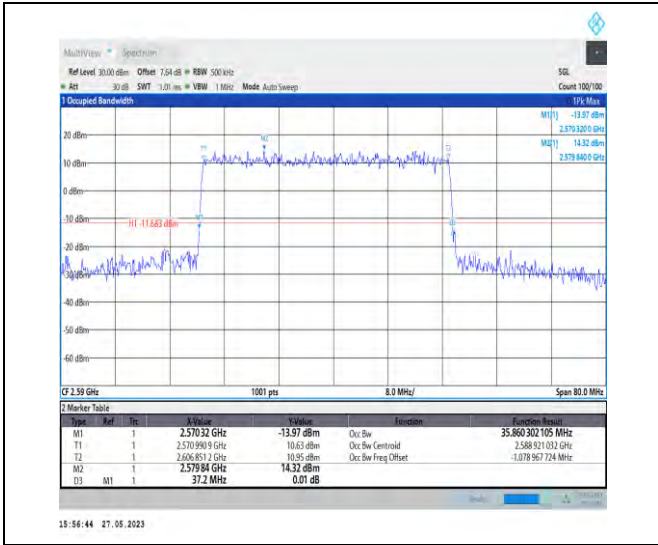 MultiView Spectrum
Ref Level 30.00 dBm Offset 7.64 dB RBW 500 kHz SGL
Att 30 dB SWT 1.01 ms VBW 1 MHz Mode Auto Sweep Count 100/100
1 Occupied Bandwidth 1Pk Max
M1[1] -13.97 dBm
2.570 320 0 GHz
M2[1] 14.32 dBm
2.579 840 0 GHz
20 dBm
M2
T1
10 dBm
0 dBm
-10 dBm
H1 -11.683 dBm
M1
-20 dBm
-30 dBm
-40 dBm
-50 dBm
-60 dBm
CF 2.59 GHz 1001 pts 8.0 MHz/ Span 80.0 MHz
2 Marker Table
Type Ref Trc X-Value Y-Value Function Function Result
M1 1 2.570 32 GHz -13.97 dBm Occ Bw 35.860 302 105 MHz
T1 1 2.570 990 9 GHz 10.63 dBm Occ Bw Centroid 2.588 921 032 GHz
T2 1 2.606 851 2 GHz 10.95 dBm Occ Bw Freq Offset -1.078 967 724 MHz
M2 1 2.579 84 GHz 14.32 dBm
D3 M1 1 37.2 MHz 0.01 dB
15:56:44 27.05.2023